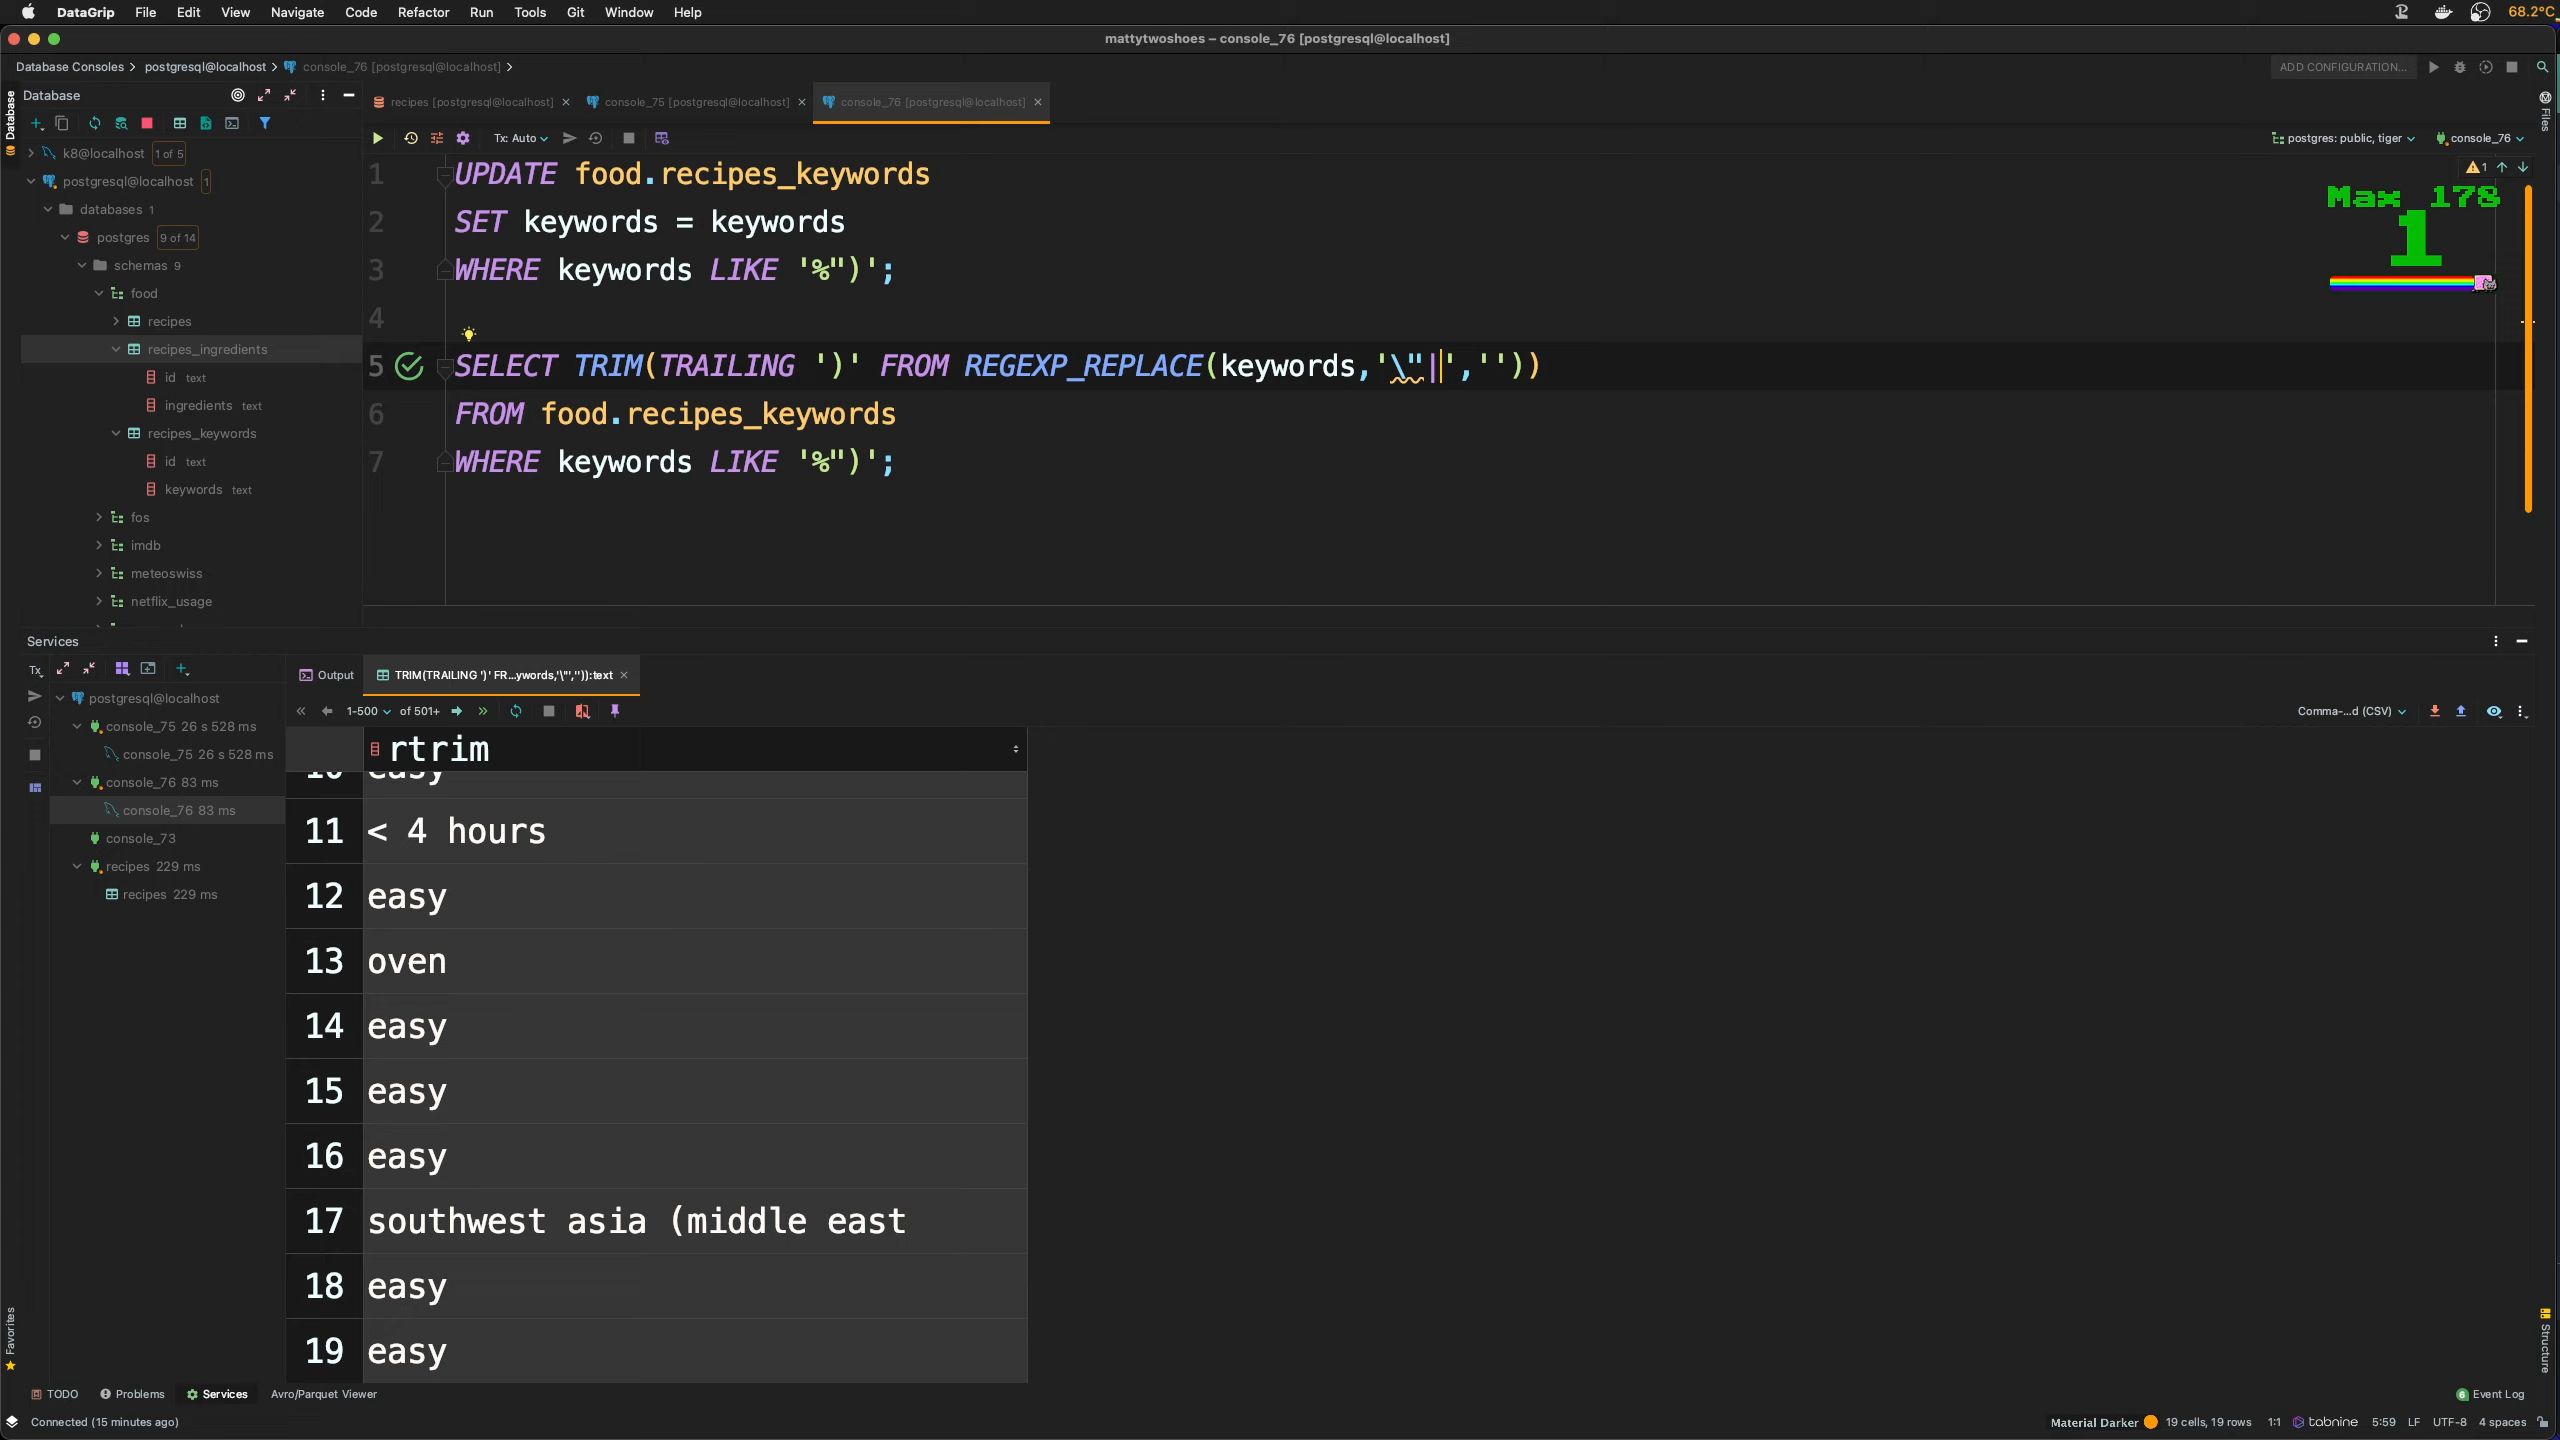 DataGrip File Edit View Navigate Code Refactor Run Tools Git Window Help 68.2°C
mattytwoshoes – console_76 [postgresql@localhost]
Database Consoles postgresql@localhost console_76 [postgresql@localhost] ADD CONFIGURATION...
Database
Database
recipes [postgresql@localhost] console_75 [postgresql@localhost] console_76 [postgresql@localhost]
Files
Tx: Auto postgres: public, tiger console_76
k8@localhost 1 of 5
postgresql@localhost 1
databases 1
postgres 9 of 14
schemas 9
food
recipes
recipes_ingredients
id text
ingredients text
recipes_keywords
id text
keywords text
fos
imdb
meteoswiss
netflix_usage
1 UPDATE food.recipes_keywords
2 SET keywords = keywords
3 WHERE keywords LIKE '%")';
4
5 SELECT TRIM(TRAILING ')' FROM REGEXP_REPLACE(keywords,'\"|',''))
6 FROM food.recipes_keywords
7 WHERE keywords LIKE '%")';
1
Max 178
1
Services
Tx
postgresql@localhost
console_75 26 s 528 ms
console_75 26 s 528 ms
console_76 83 ms
console_76 83 ms
console_73
recipes 229 ms
recipes 229 ms
Output TRIM(TRAILING ')' FR...ywords,'\"','')):text
1-500 of 501+ Comma-...d (CSV)
rtrim
10 easy
11 < 4 hours
12 easy
13 oven
14 easy
15 easy
16 easy
17 southwest asia (middle east
18 easy
19 easy
Favorites
Structure
TODO Problems Services Avro/Parquet Viewer 6 Event Log
Connected (15 minutes ago) Material Darker 19 cells, 19 rows 1:1 tabnine 5:59 LF UTF-8 4 spaces